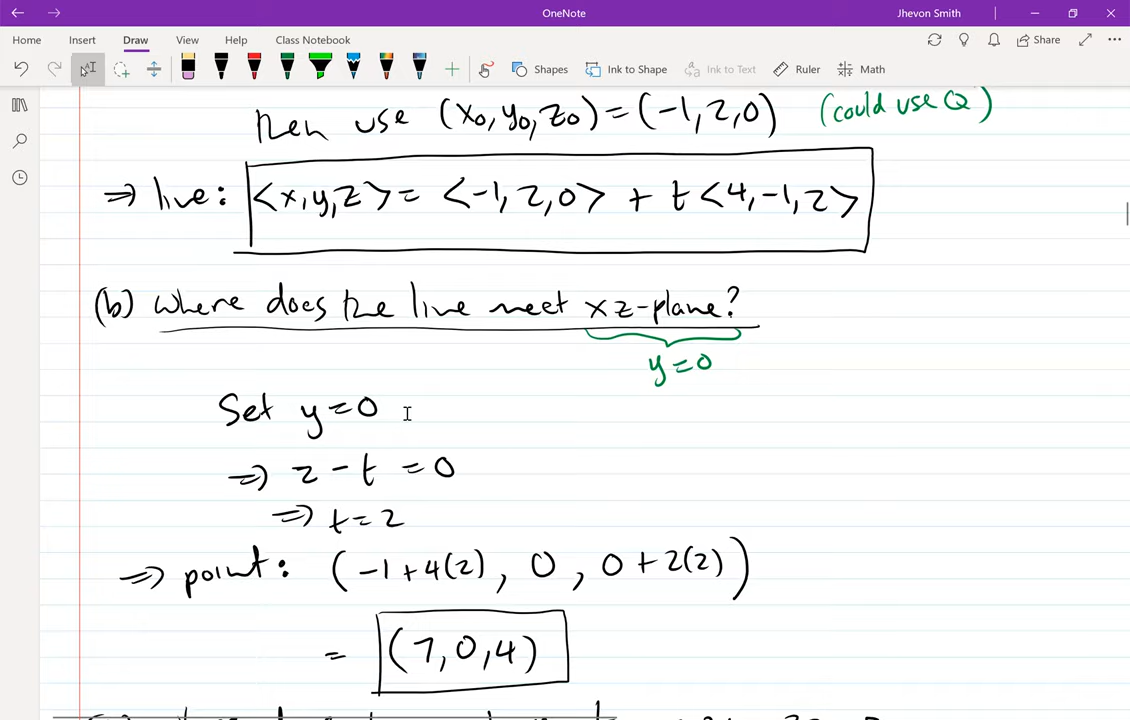 OneNote
Jhevon Smith
Home Insert Draw View Help Class Notebook
Share
Shapes Ink to Shape Ink to Text Ruler Math
then use (x₀,y₀,z₀)=(-1,2,0) (could use Q)
⇒ line: <x,y,z> = <-1,2,0> + t<4,-1,2>
(b) where does the line meet xz-plane?
y=0
Set y=0
⇒ 2-t=0
⇒ t=2
⇒ point: (-1+4(2), 0, 0+2(2))
= (7,0,4)